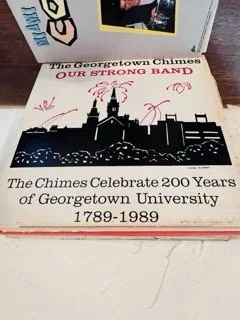 The Georgetown Chimes
OUR STRONG BAND
The Chimes Celebrate 200 Years
of Georgetown University
1789-1989